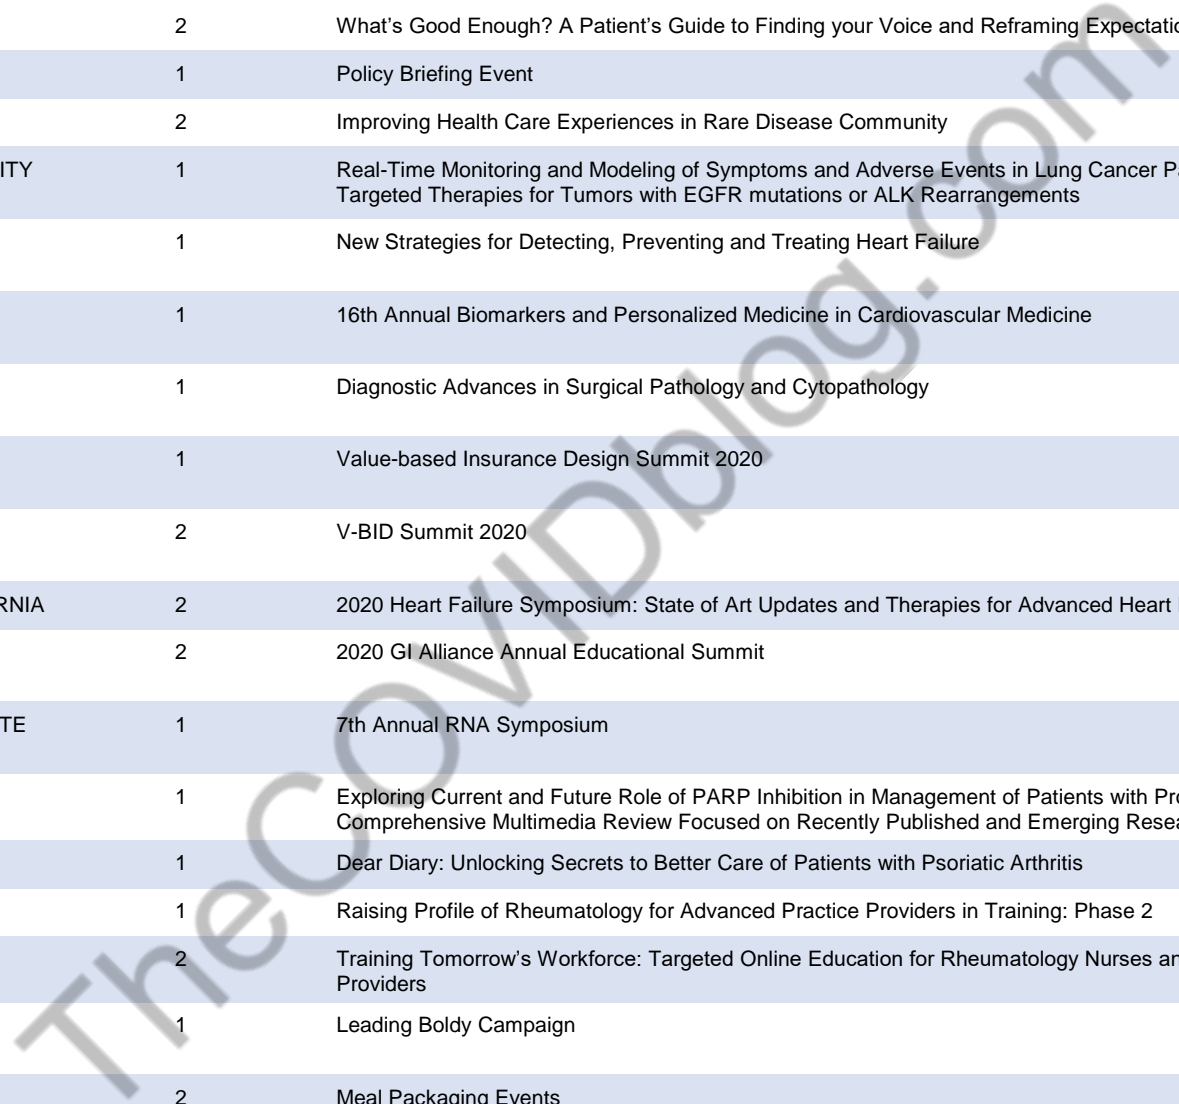 2 What’s Good Enough? A Patient’s Guide to Finding your Voice and Reframing
1 Policy Briefing Event
2 Improving Health Care Experiences in Rare Disease Community
1 Real-Time Monitoring and Modeling of Symptoms and Adverse Events in Lung Cancer
Targeted Therapies for Tumors with EGFR mutations or ALK Rearrangements
1 New Strategies for Detecting, Preventing and Treating Heart Failure
1 16th Annual Biomarkers and Personalized Medicine in Cardiovascular Medicine
1 Diagnostic Advances in Surgical Pathology and Cytopathology
1 Value-based Insurance Design Summit 2020
2 V-BID Summit 2020
2 2020 Heart Failure Symposium: State of Art Updates and Therapies for Advanced Heart
2 2020 GI Alliance Annual Educational Summit
1 7th Annual RNA Symposium
1 Exploring Current and Future Role of PARP Inhibition in Management of Patients with
Comprehensive Multimedia Review Focused on Recently Published and Emerging
1 Dear Diary: Unlocking Secrets to Better Care of Patients with Psoriatic Arthritis
1 Raising Profile of Rheumatology for Advanced Practice Providers in Training: Phase 2
2 Training Tomorrow’s Workforce: Targeted Online Education for Rheumatology Nurses
Providers
1 Leading Boldy Campaign
2 Meal Packaging Events
TheCOVIDblog.com